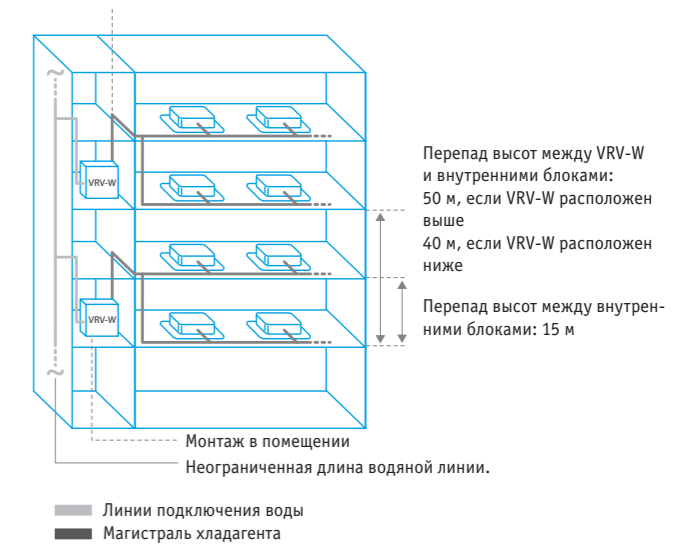 VRV-W
VRV-W
Перепад высот между VRV-W
и внутренними блоками:
50 м, если VRV-W расположен
выше
40 м, если VRV-W расположен
ниже
Перепад высот между внутрен-
ними блоками: 15 м
Монтаж в помещении
Неограниченная длина водяной линии.
Линии подключения воды
Магистраль хладагента